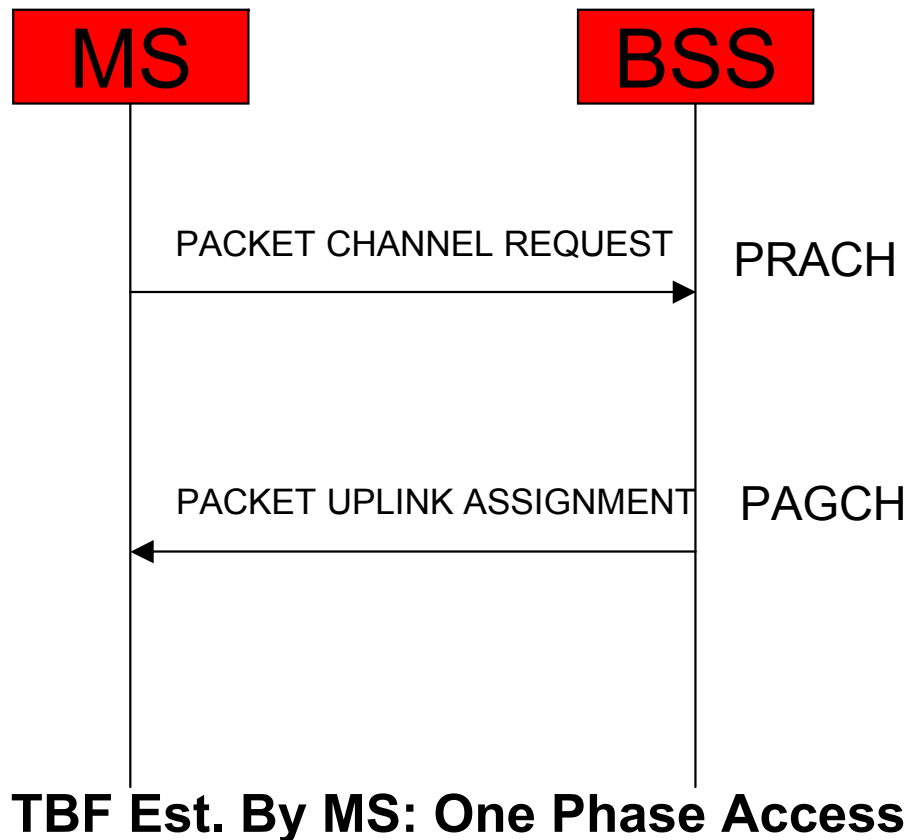 MS
BSS
PACKET CHANNEL REQUEST
PRACH
PACKET UPLINK ASSIGNMENT
PAGCH
TBF Est. By MS: One Phase Access